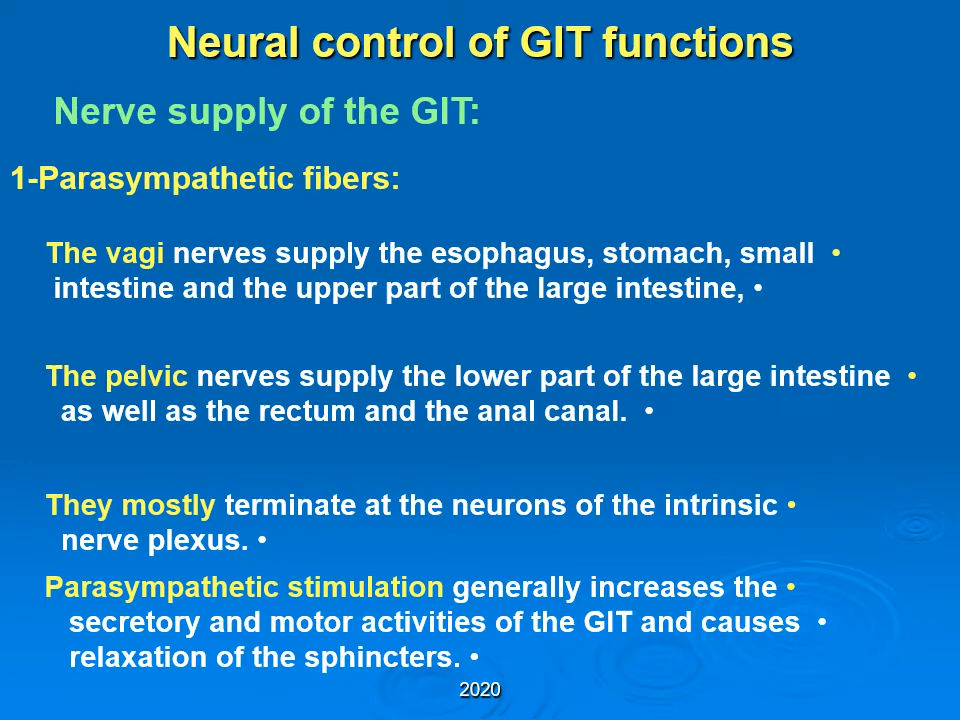 Neural control of GIT functions
Nerve supply of the GIT:
1-Parasympathetic fibers:
The vagi nerves supply the esophagus, stomach, small •
intestine and the upper part of the large intestine, •
The pelvic nerves supply the lower part of the large intestine •
as well as the rectum and the anal canal. •
They mostly terminate at the neurons of the intrinsic •
nerve plexus. •
Parasympathetic stimulation generally increases the •
secretory and motor activities of the GIT and causes •
relaxation of the sphincters. •
2020